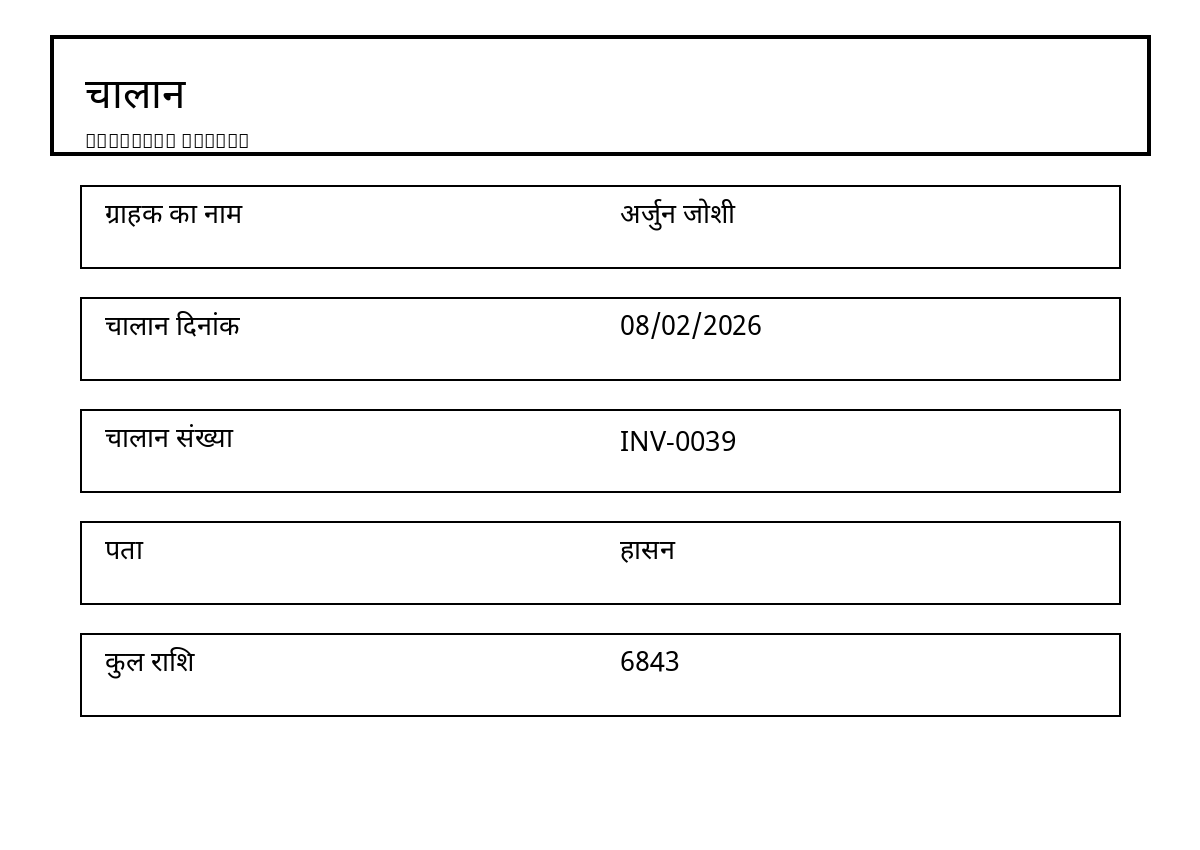 चालान
ग्राहक का नाम अर्जुन जोशी
चालान दिनांक 08/02/2026
चालान संख्या INV-0039
पता हासन
कुल राशि 6843